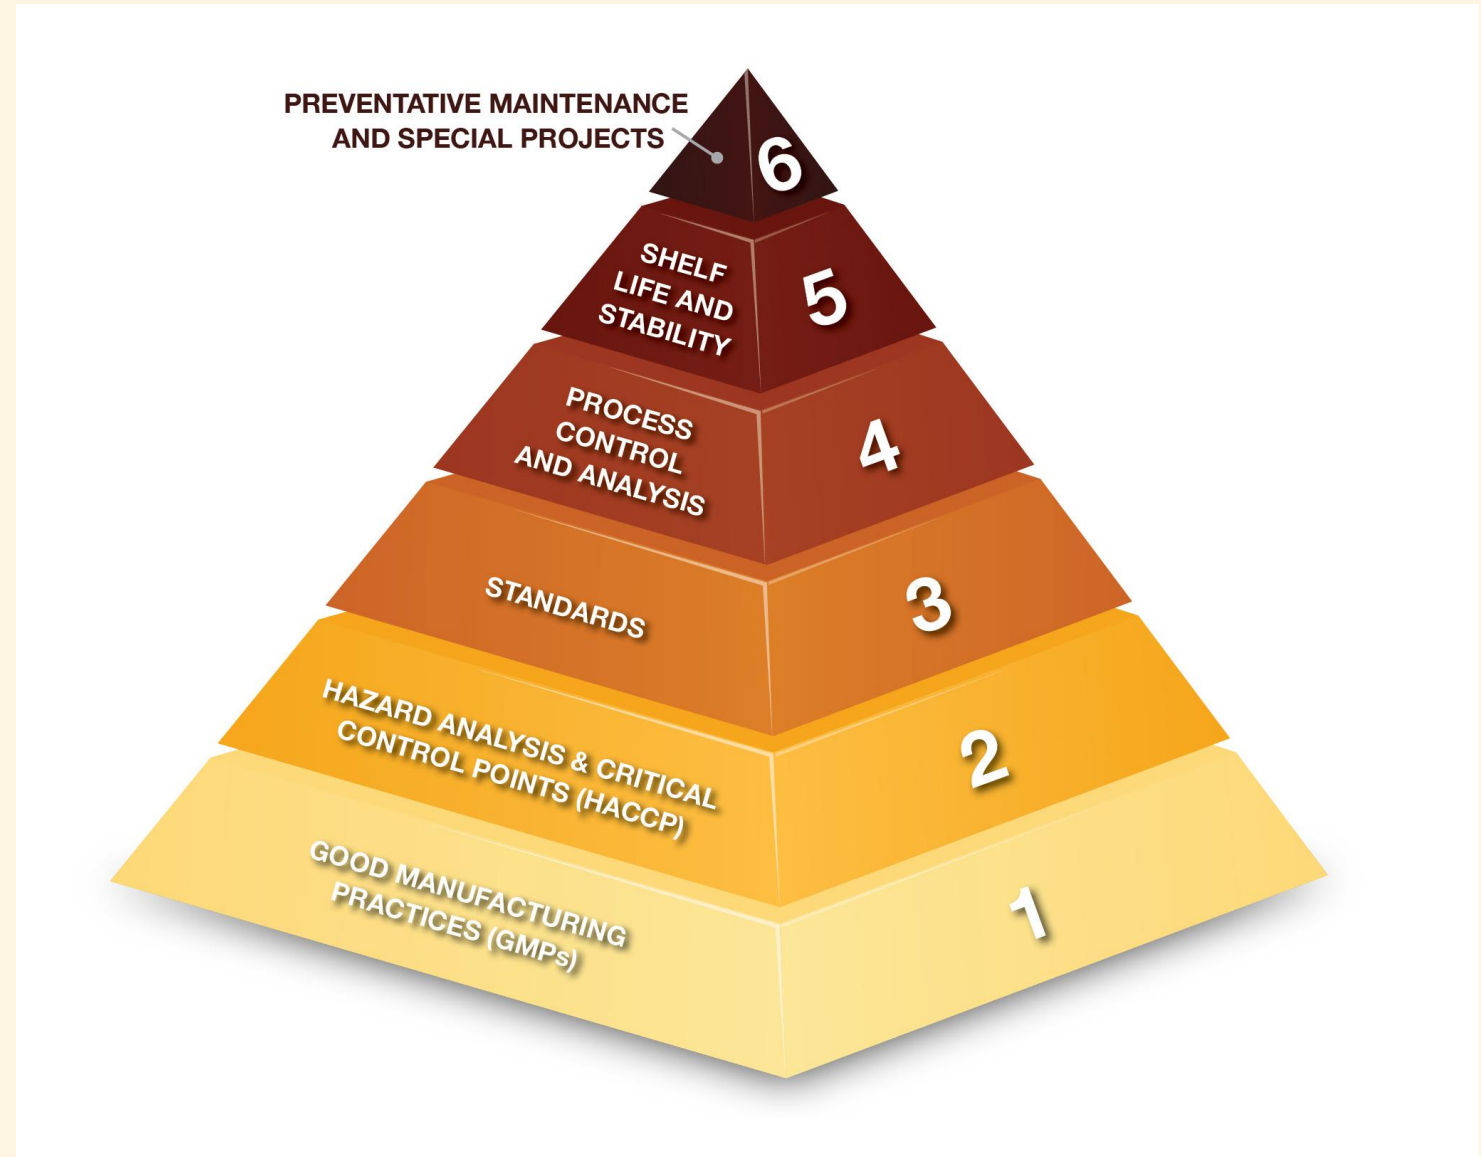 PREVENTATIVE MAINTENANCE
AND SPECIAL PROJECTS
6
SHELF
LIFE AND
STABILITY
5
PROCESS
CONTROL
AND ANALYSIS
4
STANDARDS
3
HAZARD ANALYSIS & CRITICAL
CONTROL POINTS (HACCP)
2
GOOD MANUFACTURING
PRACTICES (GMPs)
1